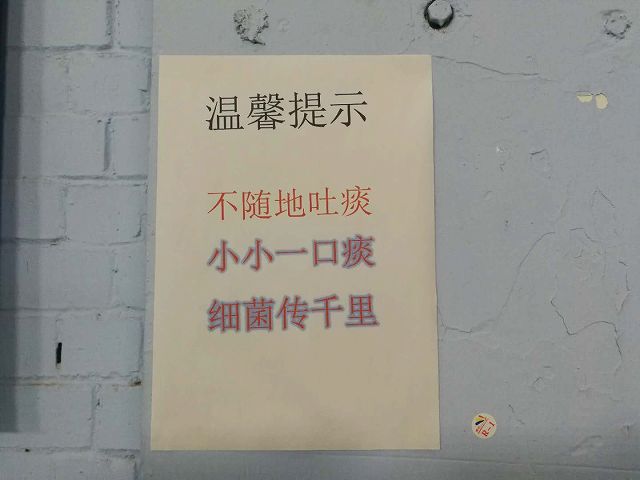 温馨提示
不随地吐痰
小小一口痰
细菌传千里